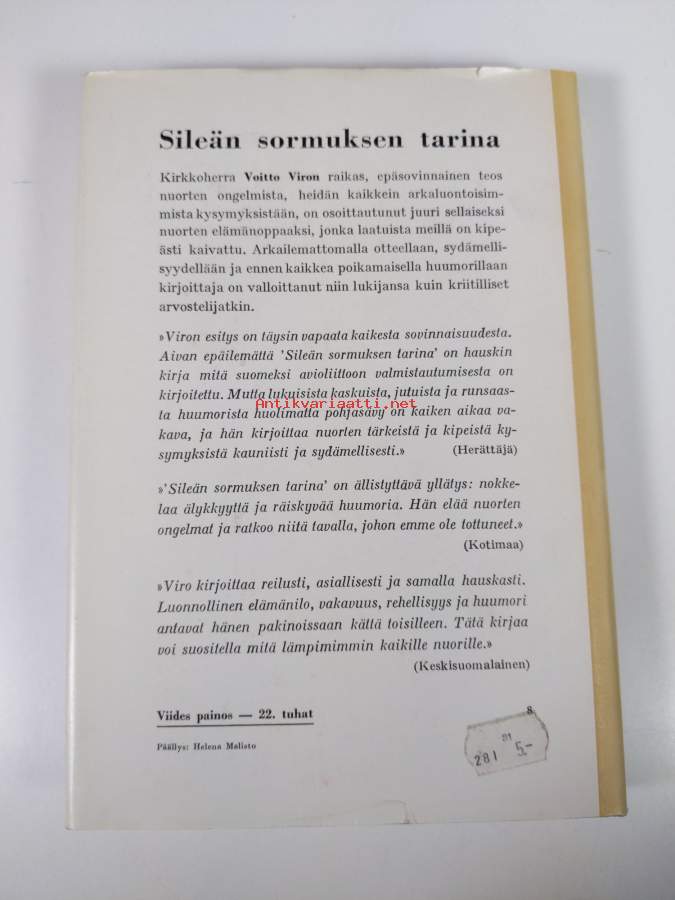 Sileän sormuksen tarina
Kirkkoherra Voitto Viron raikas, epäsovinnainen teos
nuorten ongelmista, heidän kaikkein arkaluontoisim-
mista kysymyksistään, on osoittautunut juuri sellaiseksi
nuorten elämänoppaaksi, jonka laatuista meillä on kipe-
ästi kaivattu. Arkailemattomalla otteellaan, sydämelli-
syydellään ja ennen kaikkea poikamaisella huumorillaan
kirjoittaja on valloittanut niin lukijansa kuin kriitilliset
arvostelijatkin.
»Viron esitys on täysin vapaata kaikesta sovinnaisuudesta.
Aivan epäilemättä 'Sileän sormuksen tarina' on hauskin
kirja mitä suomeksi avioliittoon valmistautumisesta on
kirjoitettu. Mutta lukuisista kaskuista, jutuista ja runsaas-
ta huumorista huolimatta pohjasävy on kaiken aikaa va-
kava, ja hän kirjoittaa nuorten tärkeistä ja kipeistä ky-
symyksistä kauniisti ja sydämellisesti.» (Herättäjä)
Antikvariaatti.net
»'Sileän sormuksen tarina' on ällistyttävä yllätys: nokke-
laa älykkyyttä ja räiskyvää huumoria. Hän elää nuorten
ongelmat ja ratkoo niitä tavalla, johon emme ole tottuneet.»
(Kotimaa)
»Viro kirjoittaa reilusti, asiallisesti ja samalla hauskasti.
Luonnollinen elämänilo, vakavuus, rehellisyys ja huumori
antavat hänen pakinoissaan kättä toisilleen. Tätä kirjaa
voi suositella mitä lämpimimmin kaikille nuorille.»
(Keskisuomalainen)
Viides painos — 22. tuhat
8
Päällys: Helena Malisto
281 91 5:-